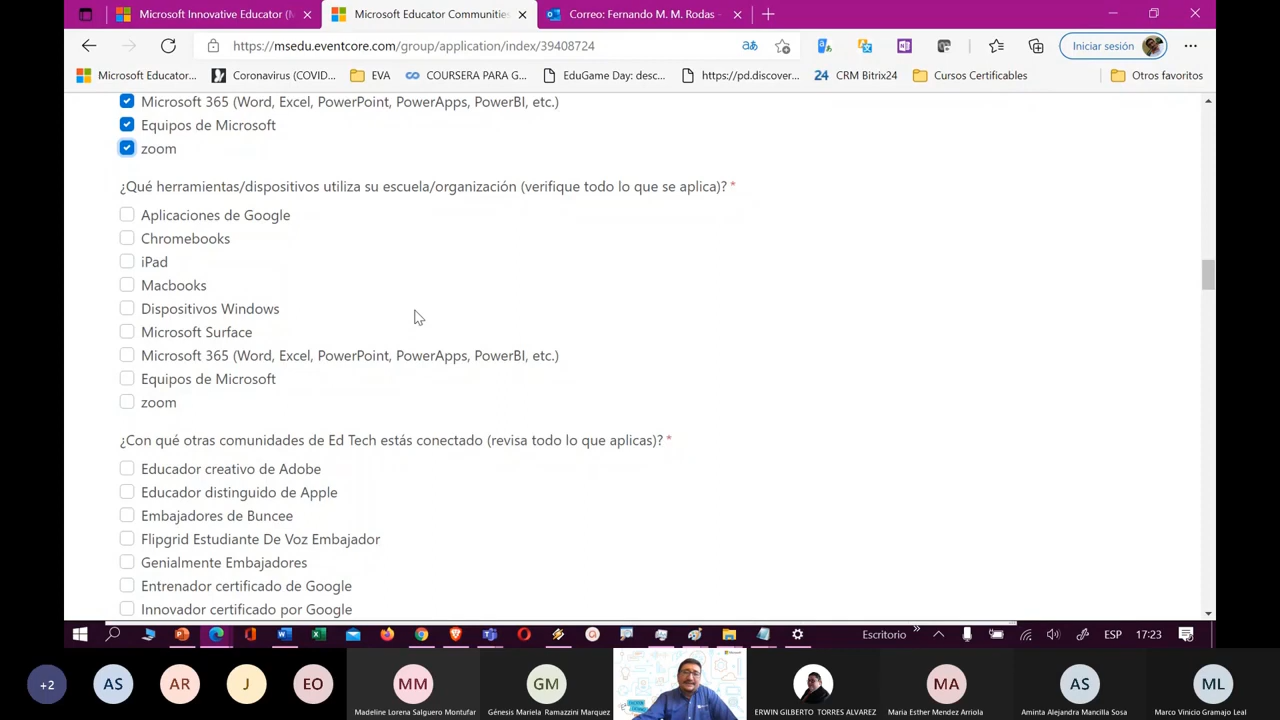 Microsoft Innovative Educator (M
Microsoft Educator Communities
Correo: Fernando M. M. Rodas -
https://msedu.eventcore.com/group/application/index/39408724
Iniciar sesión
Microsoft Educator...
Coronavirus (COVID...
EVA
COURSERA PARA G...
EduGame Day: desc...
https://pd.discover...
24 CRM Bitrix24
Cursos Certificables
Otros favoritos
Microsoft 365 (Word, Excel, PowerPoint, PowerApps, PowerBI, etc.)
Equipos de Microsoft
zoom
¿Qué herramientas/dispositivos utiliza su escuela/organización (verifique todo lo que se aplica)? *
Aplicaciones de Google
Chromebooks
iPad
Macbooks
Dispositivos Windows
Microsoft Surface
Microsoft 365 (Word, Excel, PowerPoint, PowerApps, PowerBI, etc.)
Equipos de Microsoft
zoom
¿Con qué otras comunidades de Ed Tech estás conectado (revisa todo lo que aplicas)? *
Educador creativo de Adobe
Educador distinguido de Apple
Embajadores de Buncee
Flipgrid Estudiante De Voz Embajador
Genialmente Embajadores
Entrenador certificado de Google
Innovador certificado por Google
Escritorio
ESP
17:23
+2
AS
AR
J
EO
MM
GM
MA
AS
ML
Madeline Lorena Salguero Montufar
Génesis Mariela Ramazzini Marquez
ERWIN GILBERTO TORRES ALVAREZ
Maria Esther Mendez Arriola
Aminta Alejandra Mancilla Sosa
Marco Vinicio Gramajo Leal